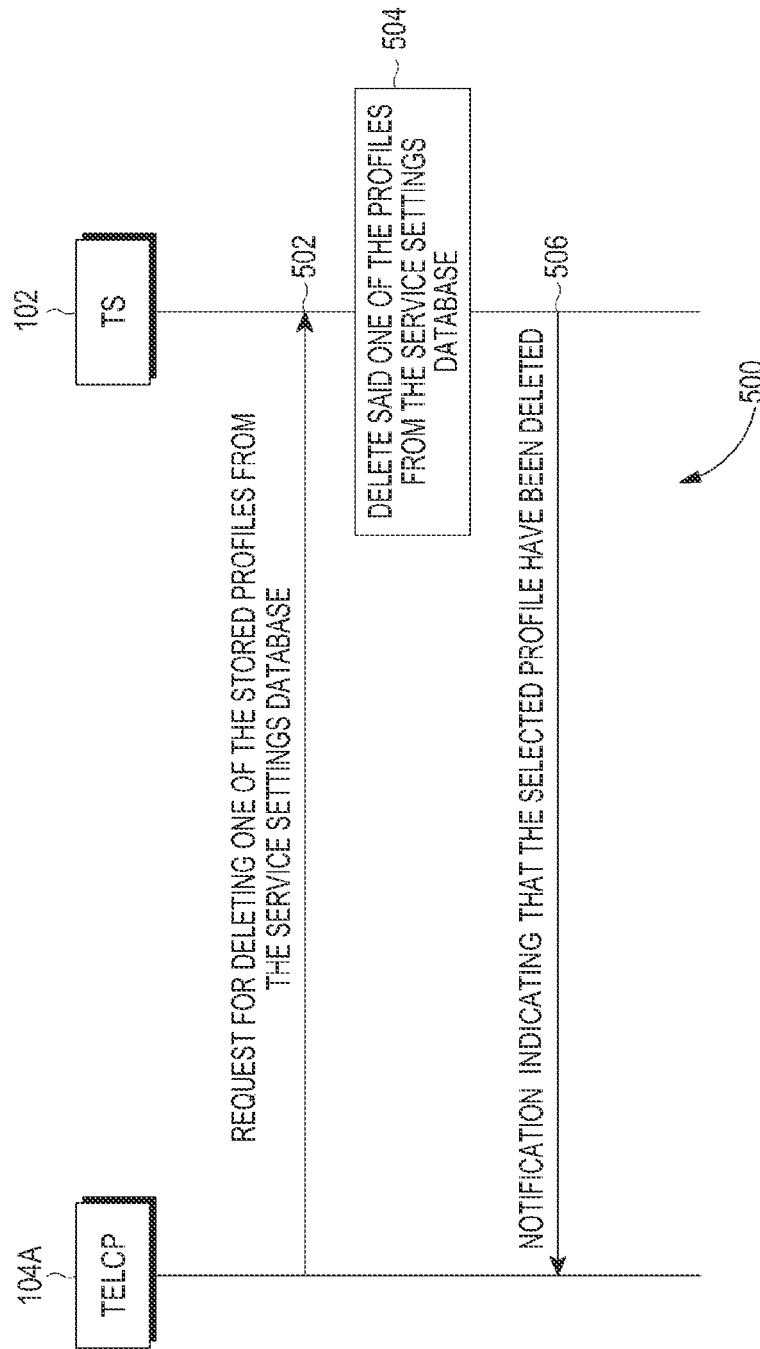 104A
TELCP
102
TS
REQUEST FOR DELETING ONE OF THE STORED PROFILES FROM
THE SERVICE SETTINGS DATABASE
502
DELETE SAID ONE OF THE PROFILES
FROM THE SERVICE SETTINGS
DATABASE
504
NOTIFICATION INDICATING THAT THE SELECTED PROFILE HAVE BEEN DELETED
506
500